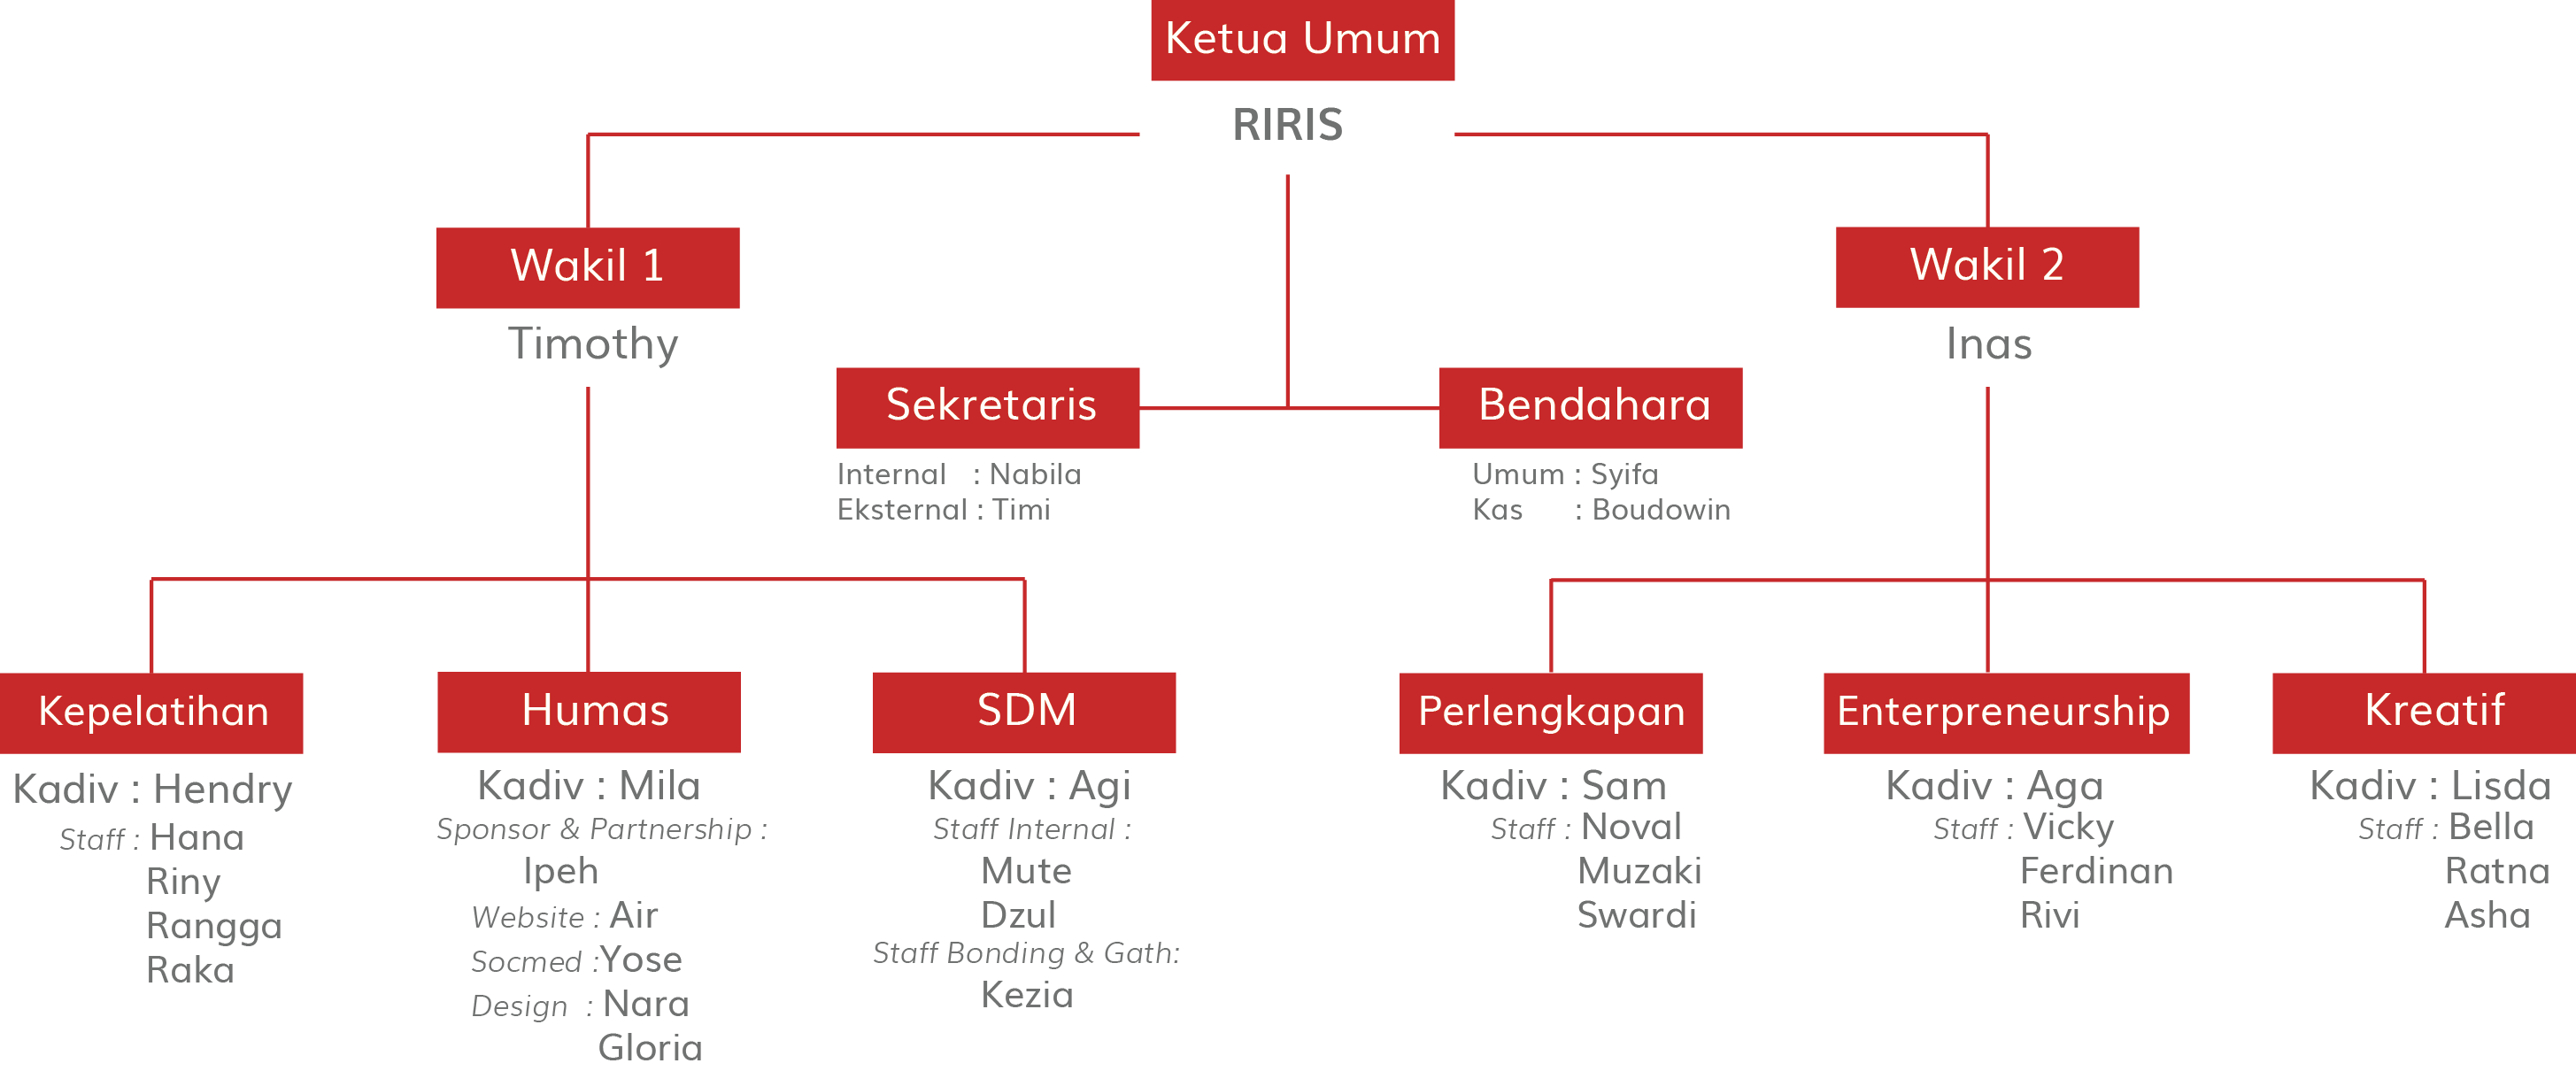 Ketua Umum
RIRIS
Wakil 1
Timothy
Wakil 2
Inas
Sekretaris
Internal : Nabila
Eksternal : Timi
Bendahara
Umum : Syifa
Kas : Boudowin
Kepelatihan
Kadiv : Hendry
Staff : Hana
Riny
Rangga
Raka
Humas
Kadiv : Mila
Sponsor & Partnership :
Ipeh
Website : Air
Socmed :Yose
Design : Nara
Gloria
SDM
Kadiv : Agi
Staff Internal :
Mute
Dzul
Staff Bonding & Gath:
Kezia
Perlengkapan
Kadiv : Sam
Staff : Noval
Muzaki
Swardi
Enterpreneurship
Kadiv : Aga
Staff : Vicky
Ferdinan
Rivi
Kreatif
Kadiv : Lisda
Staff : Bella
Ratna
Asha